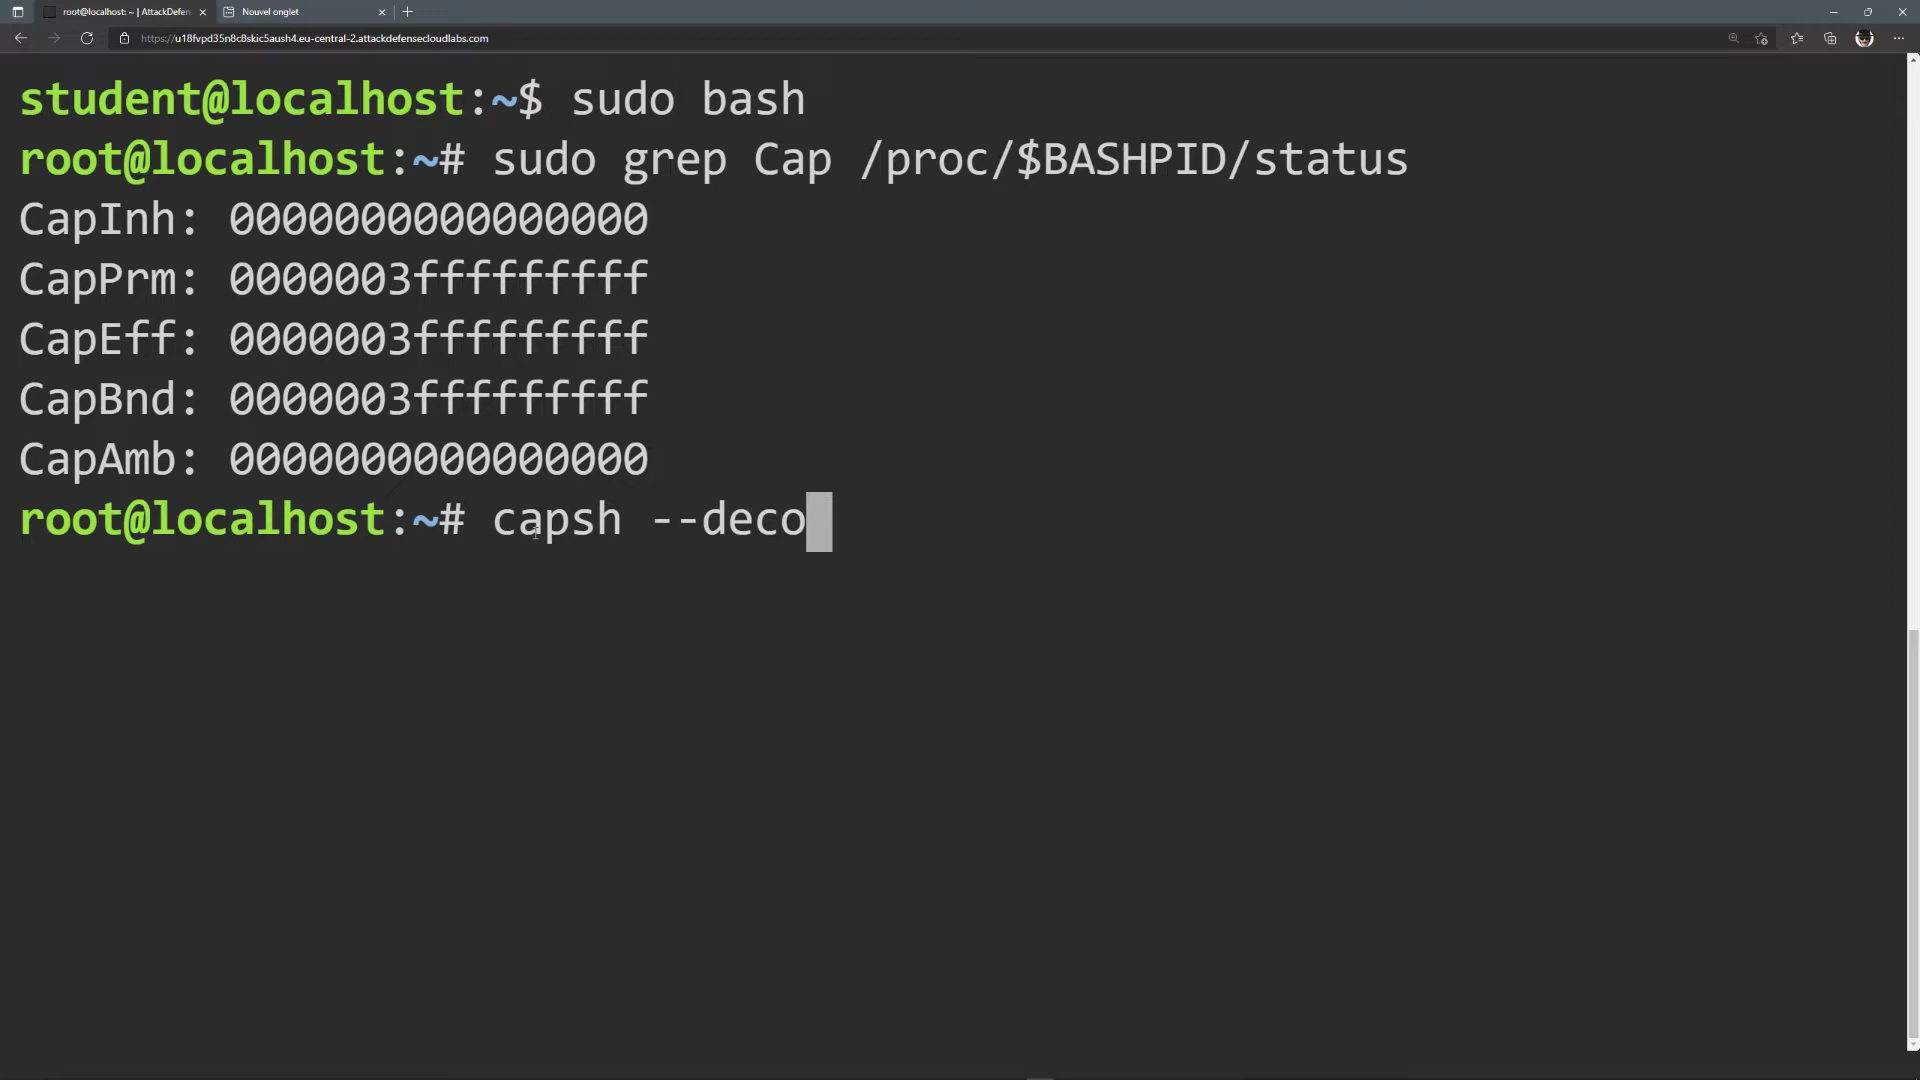 root@localhost: ~ | AttackDefen
Nouvel onglet
https://u18fvpd35n8c8skic5aush4.eu-central-2.attackdefensecloudlabs.com
student@localhost:~$ sudo bash
root@localhost:~# sudo grep Cap /proc/$BASHPID/status
CapInh: 0000000000000000
CapPrm: 0000003fffffffff
CapEff: 0000003fffffffff
CapBnd: 0000003fffffffff
CapAmb: 0000000000000000
root@localhost:~# capsh --deco